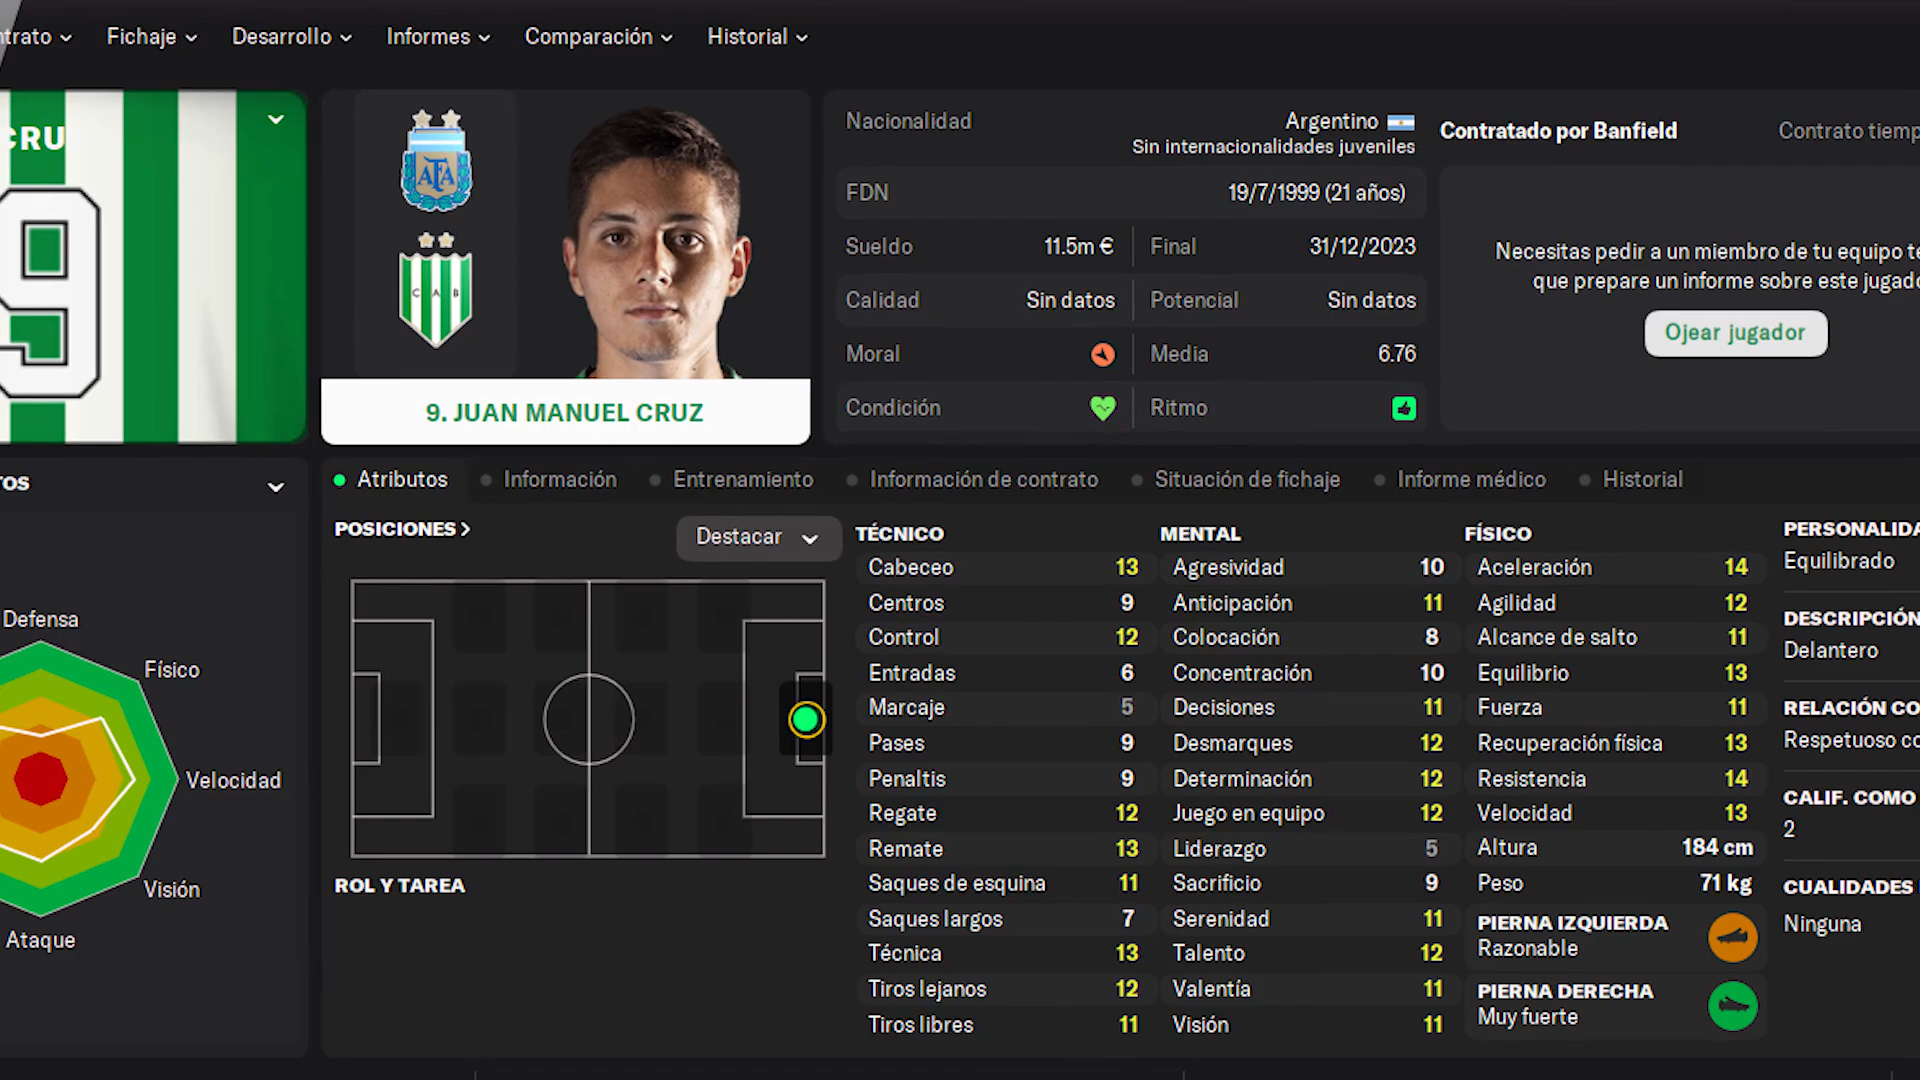 Fichaje
Desarrollo
Informes
Comparación
Historial
9
AFA
CAB
9. JUAN MANUEL CRUZ
Nacionalidad
Argentino
Sin internacionalidades juveniles
FDN
19/7/1999 (21 años)
Sueldo
11.5m €
Final
31/12/2023
Calidad
Sin datos
Potencial
Sin datos
Moral
Media
6.76
Condición
Ritmo
Contratado por Banfield
Contrato
Necesitas pedir a un miembro de tu equipo
que prepare un informe sobre este
Ojear jugador
Atributos
Información
Entrenamiento
Información de contrato
Situación de fichaje
Informe médico
Historial
Defensa
Físico
Velocidad
Visión
Ataque
POSICIONES >
Destacar
ROL Y TAREA
TÉCNICO
Cabeceo 13
Centros 9
Control 12
Entradas 6
Marcaje 5
Pases 9
Penaltis 9
Regate 12
Remate 13
Saques de esquina 11
Saques largos 7
Técnica 13
Tiros lejanos 12
Tiros libres 11
MENTAL
Agresividad 10
Anticipación 11
Colocación 8
Concentración 10
Decisiones 11
Desmarques 12
Determinación 12
Juego en equipo 12
Liderazgo 5
Sacrificio 9
Serenidad 11
Talento 12
Valentía 11
Visión 11
FÍSICO
Aceleración 14
Agilidad 12
Alcance de salto 11
Equilibrio 13
Fuerza 11
Recuperación física 13
Resistencia 14
Velocidad 13
Altura 184 cm
Peso 71 kg
PIERNA IZQUIERDA
Razonable
PIERNA DERECHA
Muy fuerte
Equilibrado
DESCRIPCIÓN
Delantero
RELACIÓN
Respetuoso
CALIF. COMO
2
CUALIDADES
Ninguna